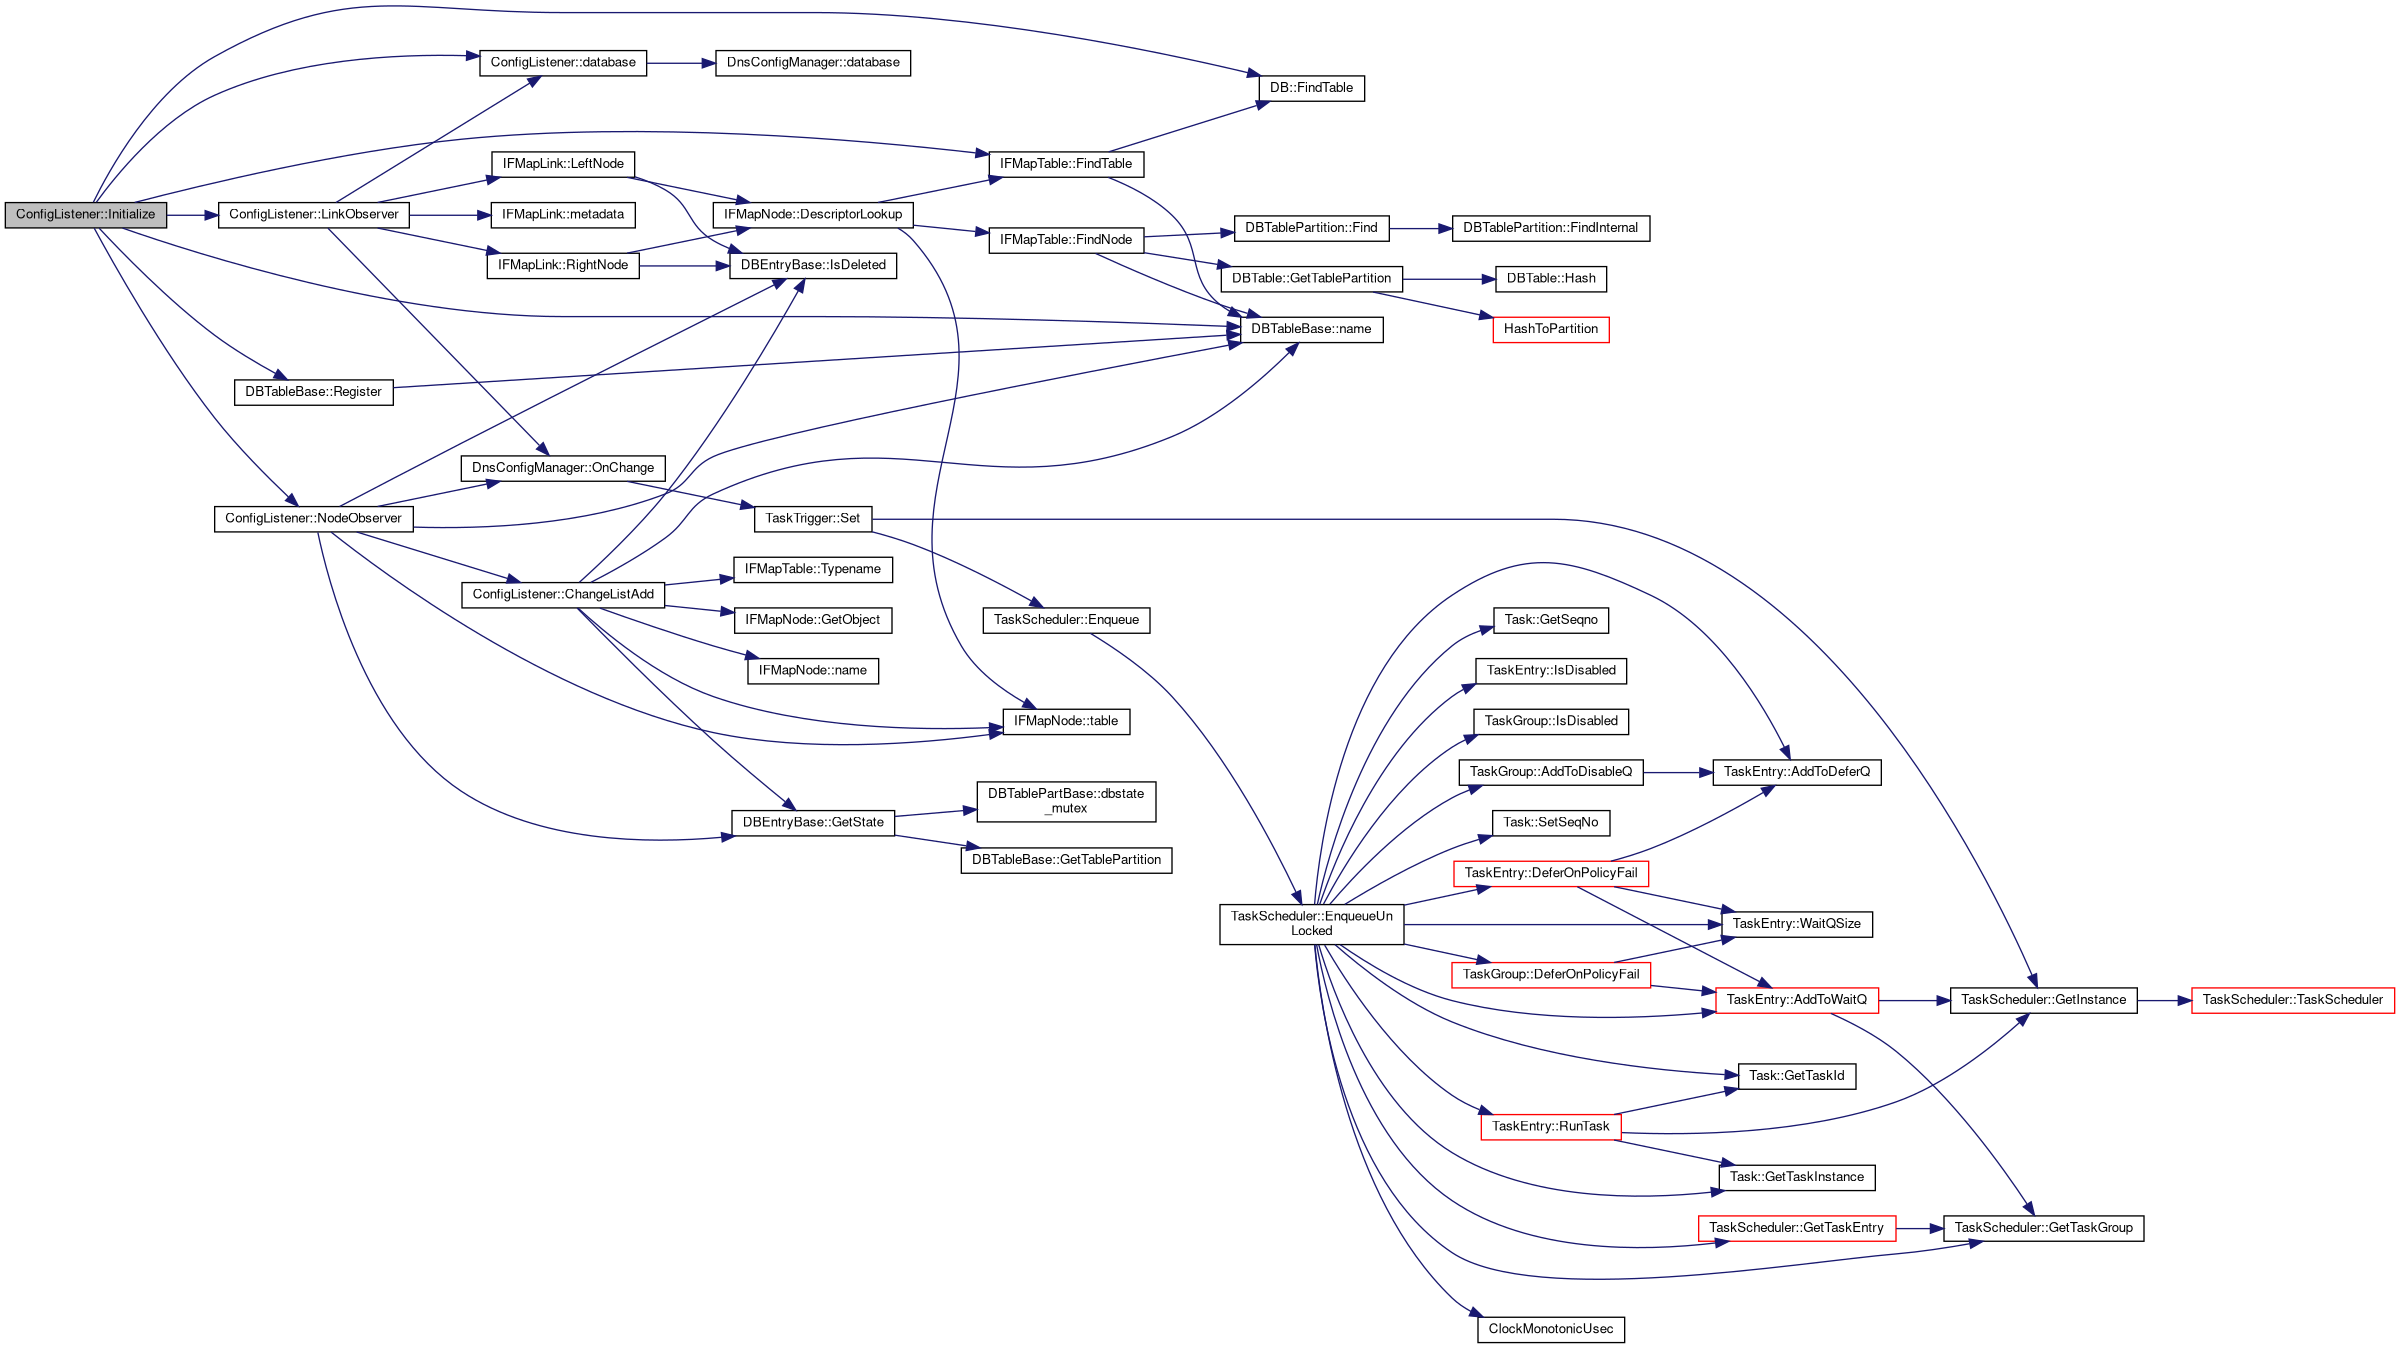 ConfigListener::Initialize
ConfigListener::database
DnsConfigManager::database
DB::FindTable
IFMapLink::LeftNode
IFMapTable::FindTable
ConfigListener::LinkObserver
IFMapLink::metadata
IFMapNode::DescriptorLookup
IFMapLink::RightNode
DBEntryBase::IsDeleted
IFMapTable::FindNode
DBTablePartition::Find
DBTablePartition::FindInternal
DBTable::GetTablePartition
DBTable::Hash
HashToPartition
DBTableBase::name
DBTableBase::Register
DnsConfigManager::OnChange
ConfigListener::NodeObserver
TaskTrigger::Set
IFMapTable::Typename
ConfigListener::ChangeListAdd
IFMapNode::GetObject
IFMapNode::name
TaskScheduler::Enqueue
IFMapNode::table
DBEntryBase::GetState
DBTablePartBase::dbstate
_mutex
DBTableBase::GetTablePartition
Task::GetSeqno
TaskEntry::IsDisabled
TaskGroup::IsDisabled
TaskGroup::AddToDisableQ
TaskEntry::AddToDeferQ
Task::SetSeqNo
TaskEntry::DeferOnPolicyFail
TaskScheduler::EnqueueUn
Locked
TaskEntry::WaitQSize
TaskGroup::DeferOnPolicyFail
TaskEntry::AddToWaitQ
TaskScheduler::GetInstance
TaskScheduler::TaskScheduler
Task::GetTaskId
TaskEntry::RunTask
Task::GetTaskInstance
TaskScheduler::GetTaskEntry
TaskScheduler::GetTaskGroup
ClockMonotonicUsec